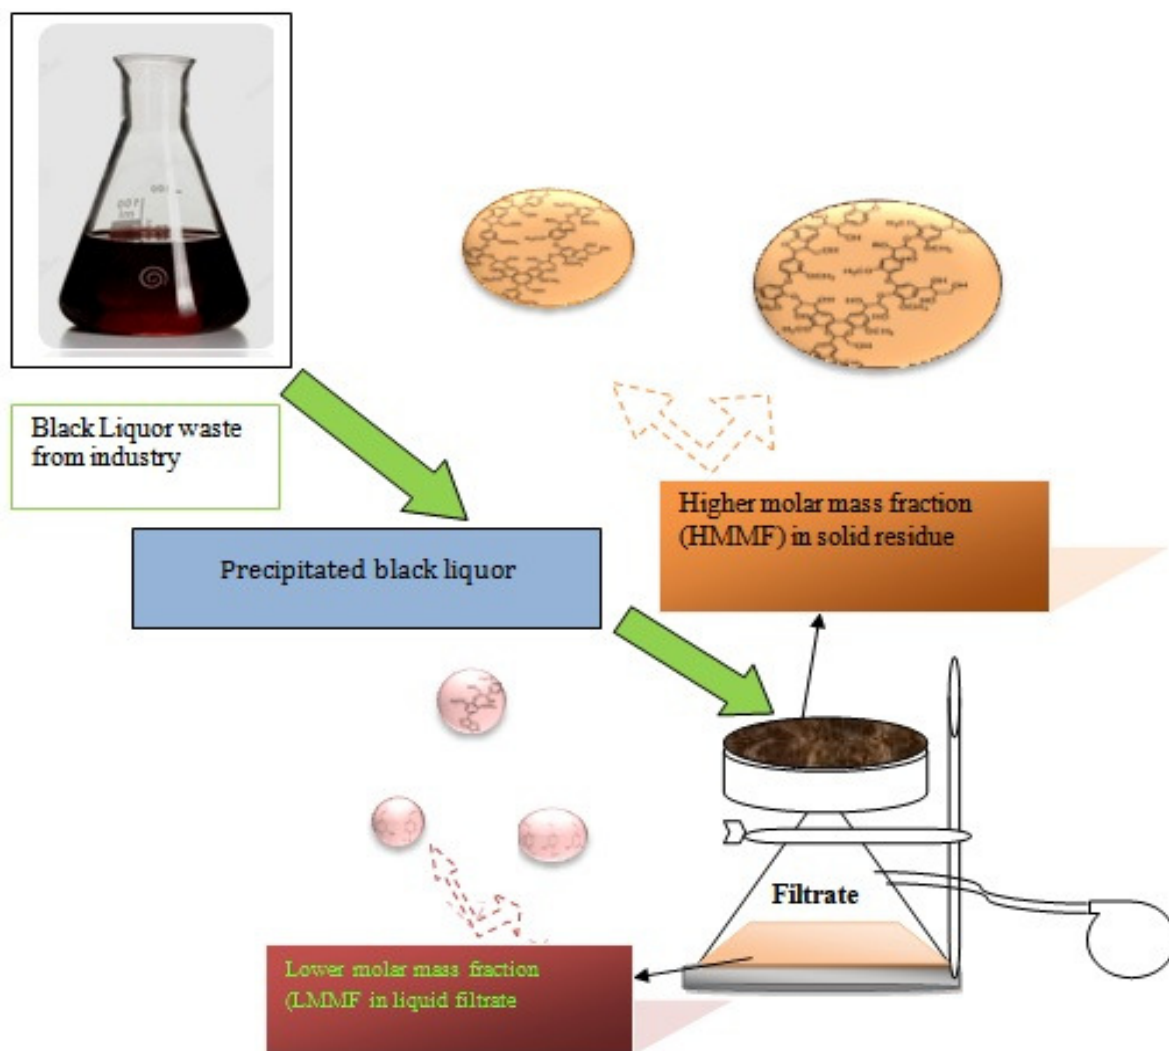 Black Liquor waste
from industry
Precipitated black liquor
Higher molar mass fraction
(HMMF) in solid residue
Filtrate
Lower molar mass fraction
(LMMF in liquid filtrate